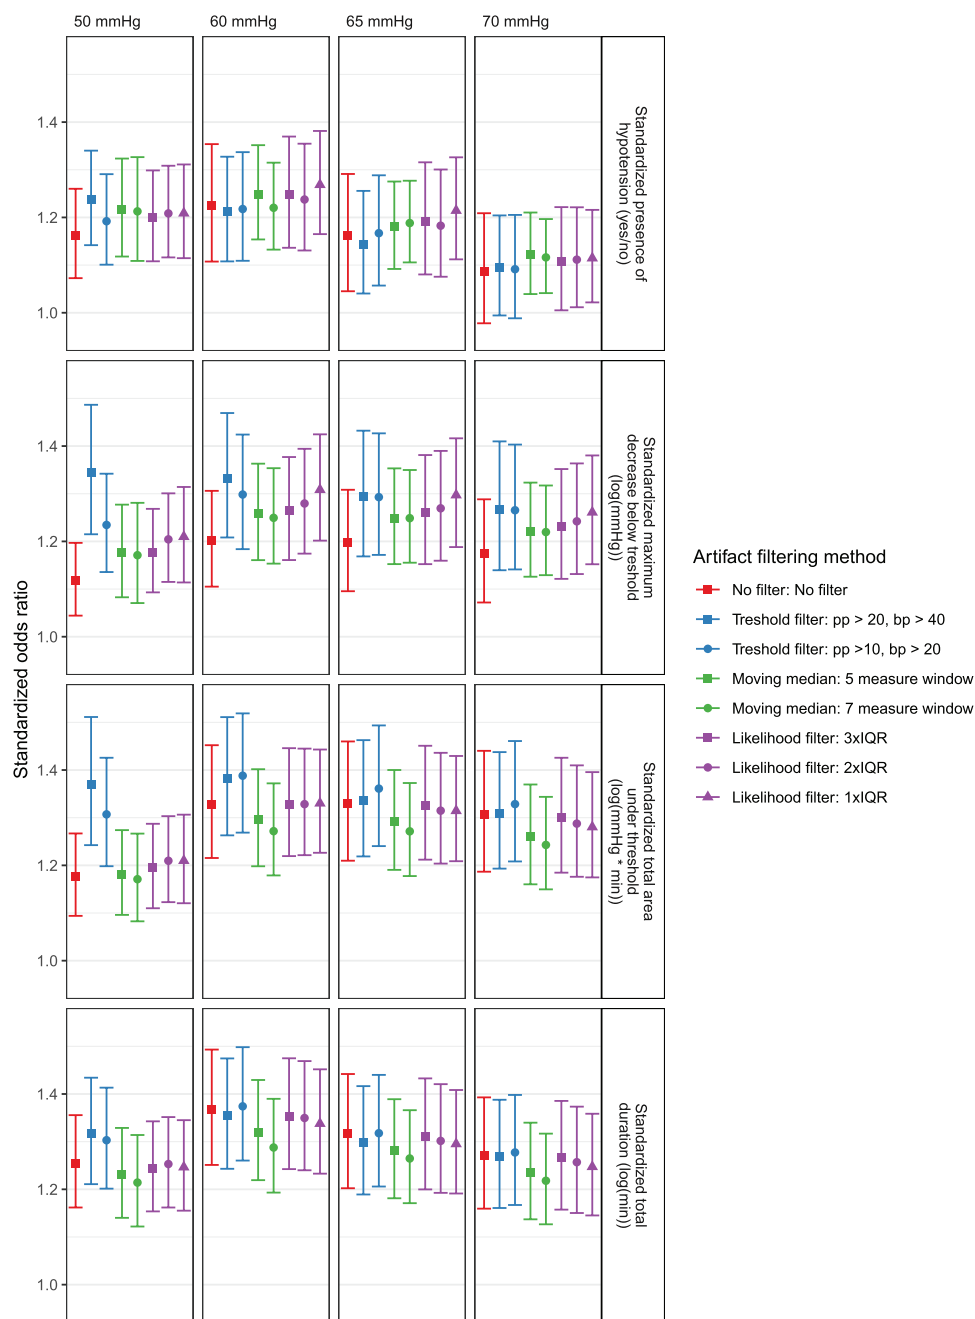 50 mmHg
60 mmHg
65 mmHg
70 mmHg
Standardized odds ratio
1.4
1.2
1.0
Standardized presence of
hypotension (yes/no)
1.4
1.2
1.0
Standardized maximum
decrease below treshold
(log(mmHg))
1.4
1.2
1.0
Standardized total area
under threshold
(log(mmHg * min))
1.4
1.2
1.0
Standardized total
duration (log(min))
Artifact filtering method
No filter: No filter
Treshold filter: pp > 20, bp > 40
Treshold filter: pp >10, bp > 20
Moving median: 5 measure window
Moving median: 7 measure window
Likelihood filter: 3xIQR
Likelihood filter: 2xIQR
Likelihood filter: 1xIQR